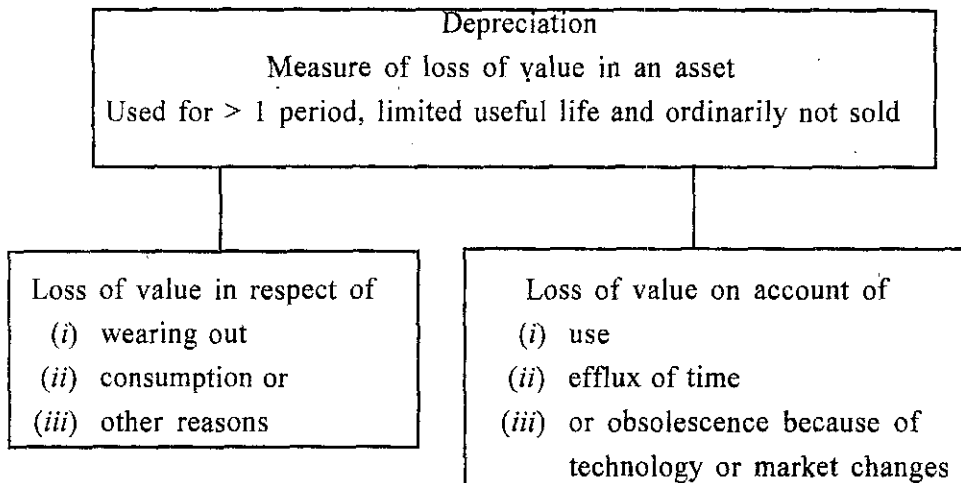 Depreciation
Measure of loss of value in an asset
Used for > 1 period, limited useful life and ordinarily not sold
Loss of value in respect of
(i) wearing out
(ii) consumption or
(iii) other reasons
Loss of value on account of
(i) use
(ii) efflux of time
(iii) or obsolescence because of
technology or market changes